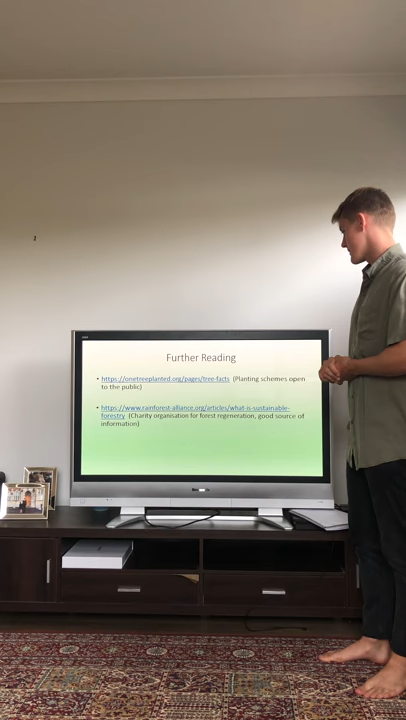 Further Reading
• https://onetreeplanted.org/pages/tree-facts (Planting schemes open
to the public)
• https://www.rainforest-alliance.org/articles/what-is-sustainable-
forestry (Charity organisation for forest regeneration, good source of
information)